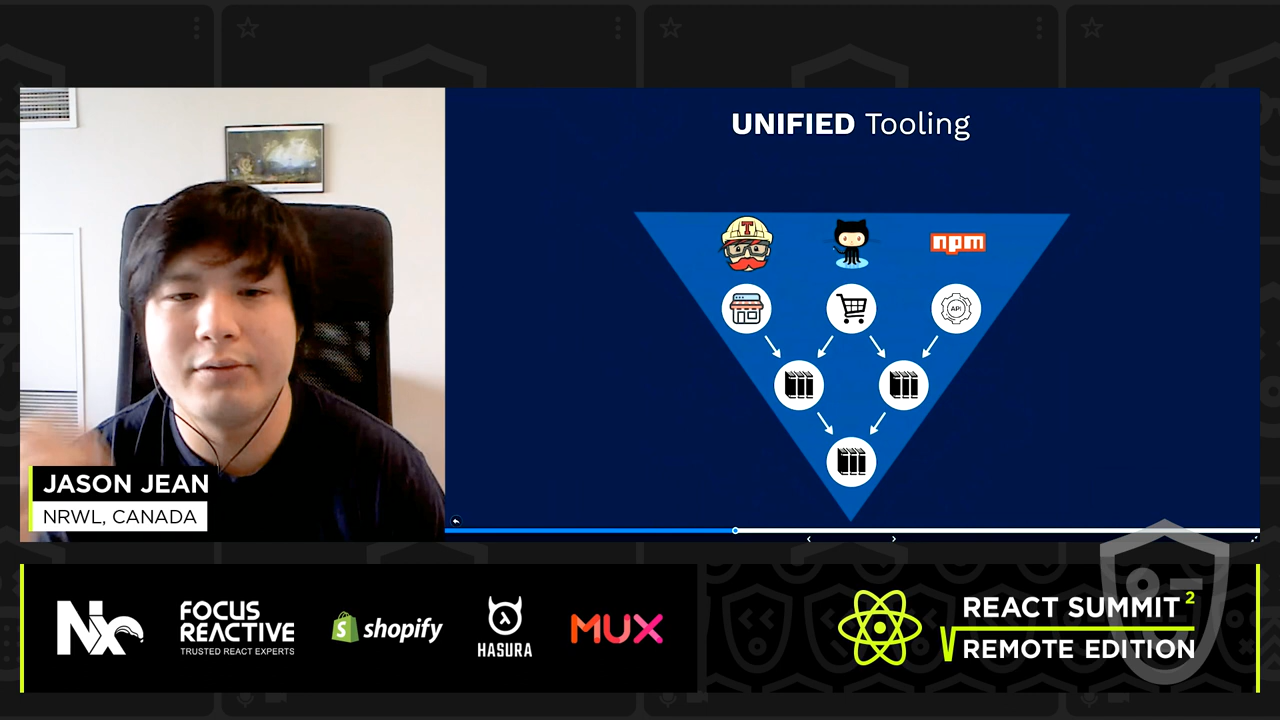 UNIFIED Tooling
T
npm
API
JASON JEAN
NRWL, CANADA
Nx
FOCUS
REACTIVE
TRUSTED REACT EXPERTS
shopify
HASURA
MUX
REACT SUMMIT 2
REMOTE EDITION